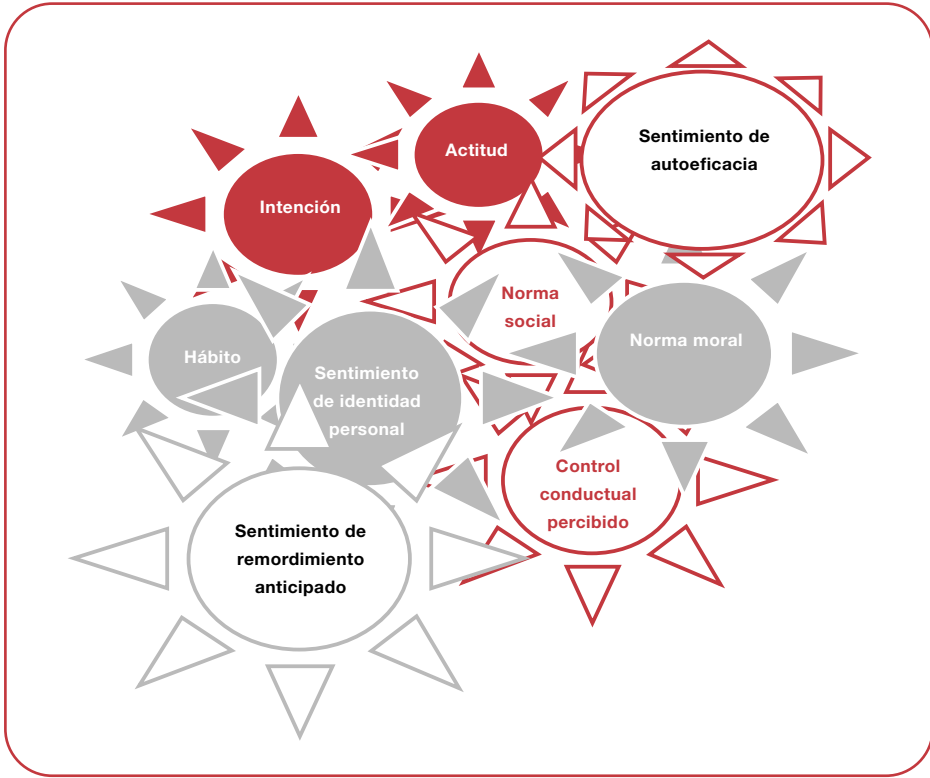 Actitud
Sentimiento de
autoeficacia
Intención
Norma
social
Norma moral
Hábito
Sentimiento
de identidad
personal
Control
conductual
percibido
Sentimiento de
remordimiento
anticipado